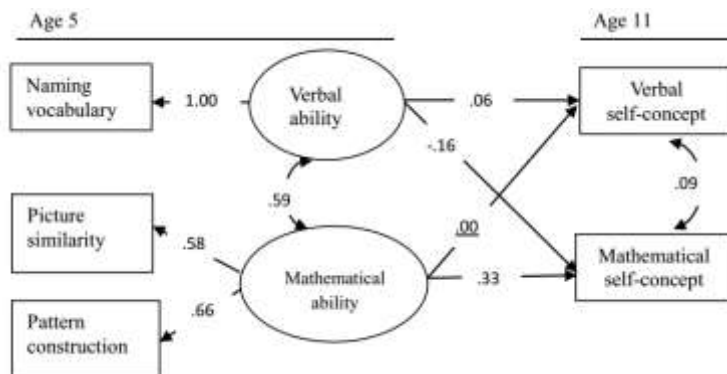 Age 5
Age 11
Naming
vocabulary
1.00
Verbal
ability
.06
Verbal
self-concept
-.16
.59
.09
Picture
similarity
.58
.00
Mathematical
ability
.33
Mathematical
self-concept
.66
Pattern
construction